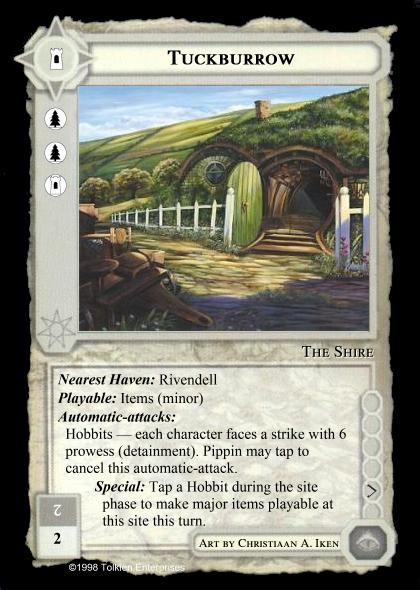 Tuckburrow
The Shire
Nearest Haven: Rivendell
Playable: Items (minor)
Automatic-attacks:
Hobbits — each character faces a strike with 6
prowess (detainment). Pippin may tap to
cancel this automatic-attack.
Special: Tap a Hobbit during the site
phase to make major items playable at
this site this turn.
2
2
Art by Christiaan A. Iken
©1998 Tolkien Enterprises